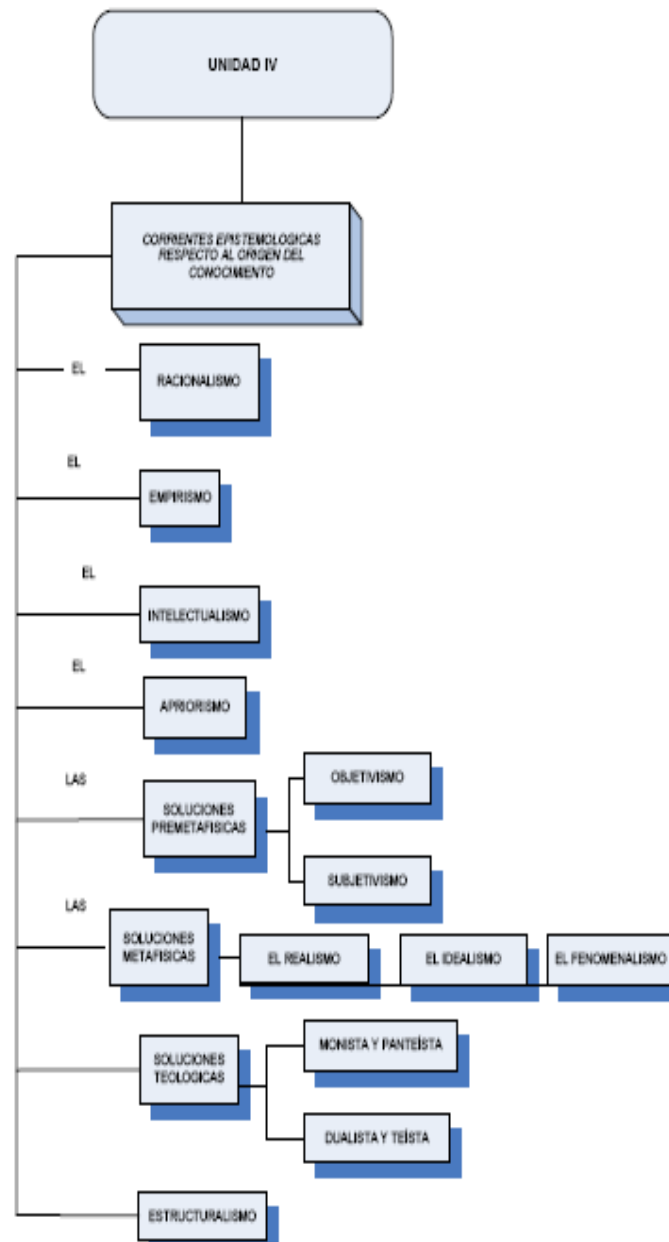 UNIDAD IV
CORRIENTES EPISTEMOLOGICAS
RESPECTO AL ORIGEN DEL
CONOCIMIENTO
EL
RACIONALISMO
EL
EMPIRISMO
EL
INTELECTUALISMO
EL
APRIORISMO
LAS
SOLUCIONES
PREMETAFISICAS
OBJETIVISMO
SUBJETIVISMO
LAS
SOLUCIONES
METAFISICAS
EL REALISMO
EL IDEALISMO
EL FENOMENALISMO
SOLUCIONES
TEOLOGICAS
MONISTA Y PANTEÍSTA
DUALISTA Y TEÍSTA
ESTRUCTURALISMO